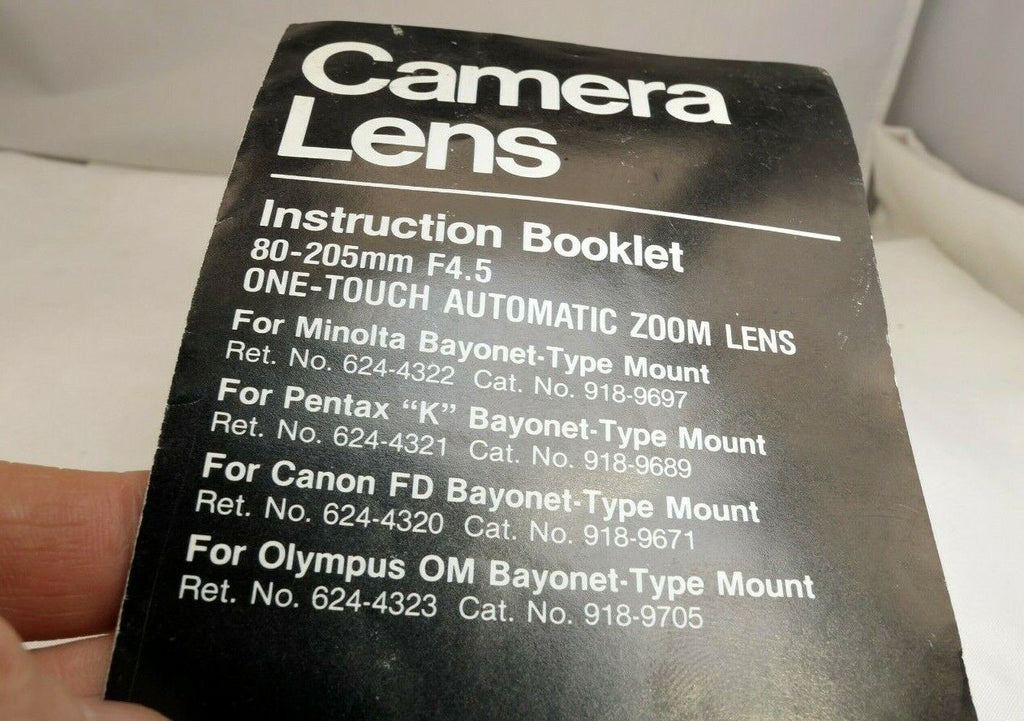 Camera
Lens
Instruction Booklet
80-205mm F4.5
ONE-TOUCH AUTOMATIC ZOOM LENS
For Minolta Bayonet-Type Mount
Ret. No. 624-4322 Cat. No. 918-9697
For Pentax “K” Bayonet-Type Mount
Ret. No. 624-4321 Cat. No. 918-9689
For Canon FD Bayonet-Type Mount
Ret. No. 624-4320 Cat. No. 918-9671
For Olympus OM Bayonet-Type Mount
Ret. No. 624-4323 Cat. No. 918-9705